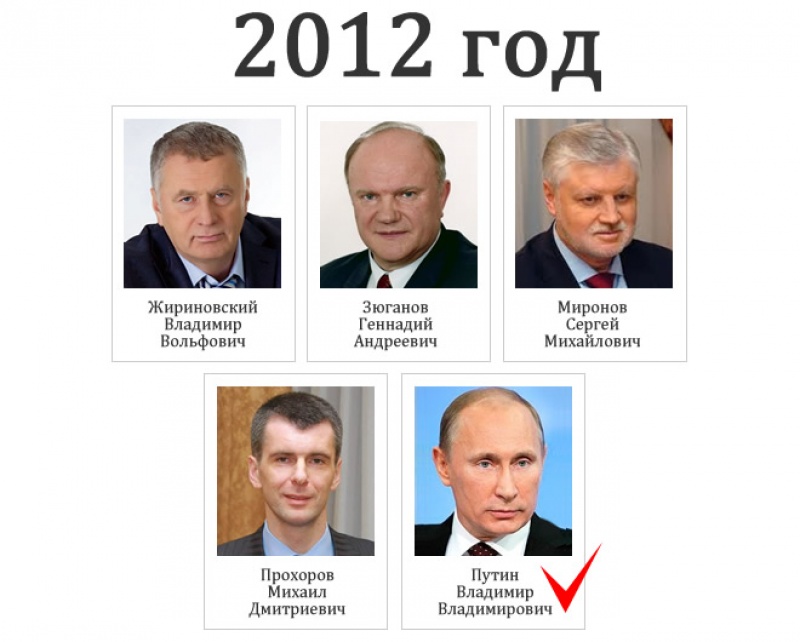 2012 год
Жириновский
Владимир
Вольфович
Зюганов
Геннадий
Андреевич
Миронов
Сергей
Михайлович
Прохоров
Михаил
Дмитриевич
Путин
Владимир
Владимирович